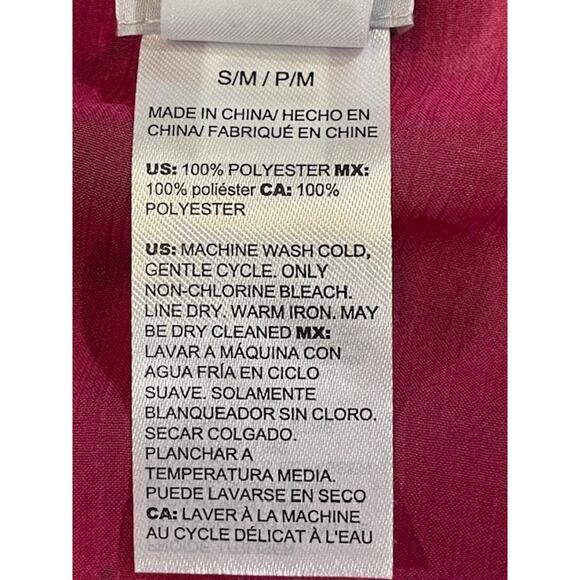 S/M / P/M
MADE IN CHINA/ HECHO EN
CHINA/ FABRIQUÉ EN CHINE
US: 100% POLYESTER MX:
100% poliéster CA: 100%
POLYESTER
US: MACHINE WASH COLD,
GENTLE CYCLE. ONLY
NON-CHLORINE BLEACH.
LINE DRY. WARM IRON. MAY
BE DRY CLEANED MX:
LAVAR A MÁQUINA CON
AGUA FRÍA EN CICLO
SUAVE. SOLAMENTE
BLANQUEADOR SIN CLORO.
SECAR COLGADO.
PLANCHAR A
TEMPERATURA MEDIA.
PUEDE LAVARSE EN SECO
CA: LAVER À LA MACHINE
AU CYCLE DÉLICAT À L'EAU